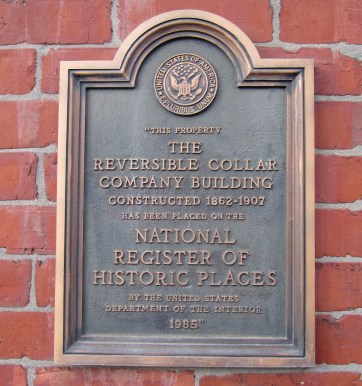 UNITED STATES OF AMERICA
E PLURIBUS UNUM
"THIS PROPERTY
THE
REVERSIBLE COLLAR
COMPANY BUILDING
CONSTRUCTED 1862-1907
HAS BEEN PLACED ON THE
NATIONAL
REGISTER OF
HISTORIC PLACES
BY THE UNITED STATES
DEPARTMENT OF THE INTERIOR
1985"